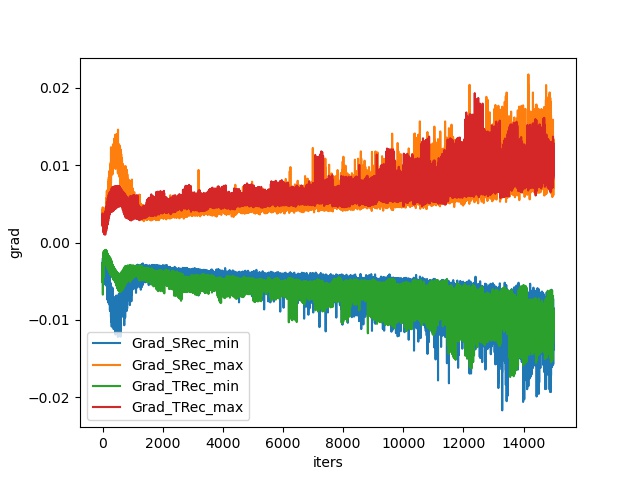 0.02
0.01
0.00
−0.01
−0.02
grad
Grad_SRec_min
Grad_SRec_max
Grad_TRec_min
Grad_TRec_max
0 2000 4000 6000 8000 10000 12000 14000
iters